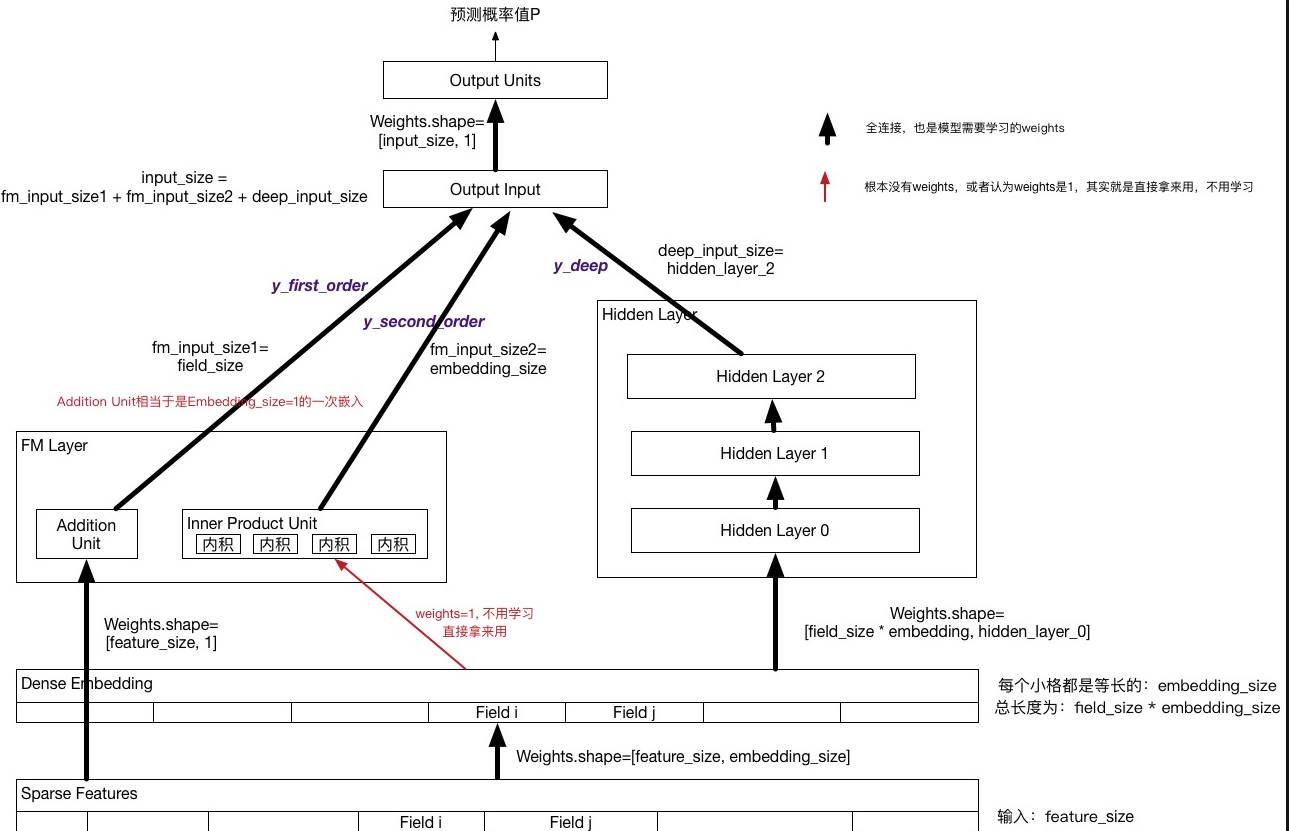 预测概率值P
Output Units
Weights.shape=
[input_size, 1]
全连接，也是模型需要学习的weights
input_size =
fm_input_size1 + fm_input_size2 + deep_input_size
Output Input
根本没有weights，或者认为weights是1，其实就是直接拿来用，不用学习
y_first_order
y_second_order
y_deep
deep_input_size=
hidden_layer_2
fm_input_size1=
field_size
fm_input_size2=
embedding_size
Addition Unit相当于是Embedding_size=1的一次嵌入
Hidden Layer
Hidden Layer 2
Hidden Layer 1
Hidden Layer 0
FM Layer
Addition
Unit
Inner Product Unit
内积 内积 内积 内积
Weights.shape=
[feature_size, 1]
weights=1, 不用学习
直接拿来用
Weights.shape=
[field_size * embedding, hidden_layer_0]
Dense Embedding
Field i Field j
每个小格都是等长的：embedding_size
总长度为：field_size * embedding_size
Weights.shape=[feature_size, embedding_size]
Sparse Features
Field i Field j
输入：feature_size